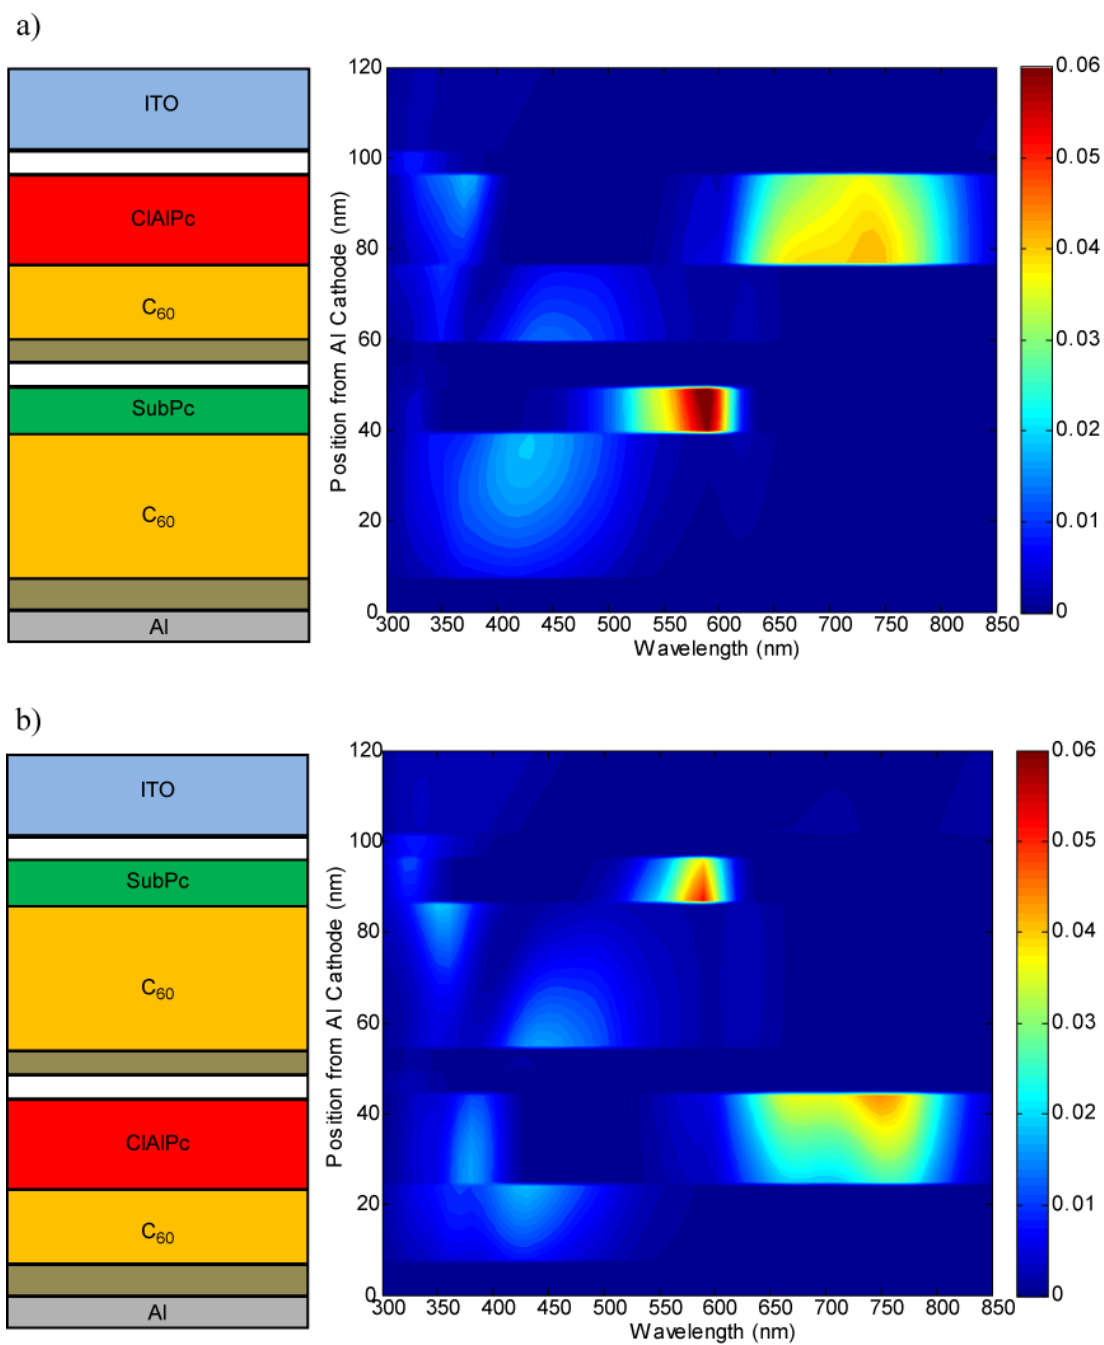 a)
ITO
ClAlPc
C60
SubPc
C60
Al
120
100
80
60
40
20
0
Position from Al Cathode (nm)
300 350 400 450 500 550 600 650 700 750 800 850
Wavelength (nm)
0.06
0.05
0.04
0.03
0.02
0.01
0
b)
ITO
SubPc
C60
ClAlPc
C60
Al
120
100
80
60
40
20
0
Position from Al Cathode (nm)
300 350 400 450 500 550 600 650 700 750 800 850
Wavelength (nm)
0.06
0.05
0.04
0.03
0.02
0.01
0